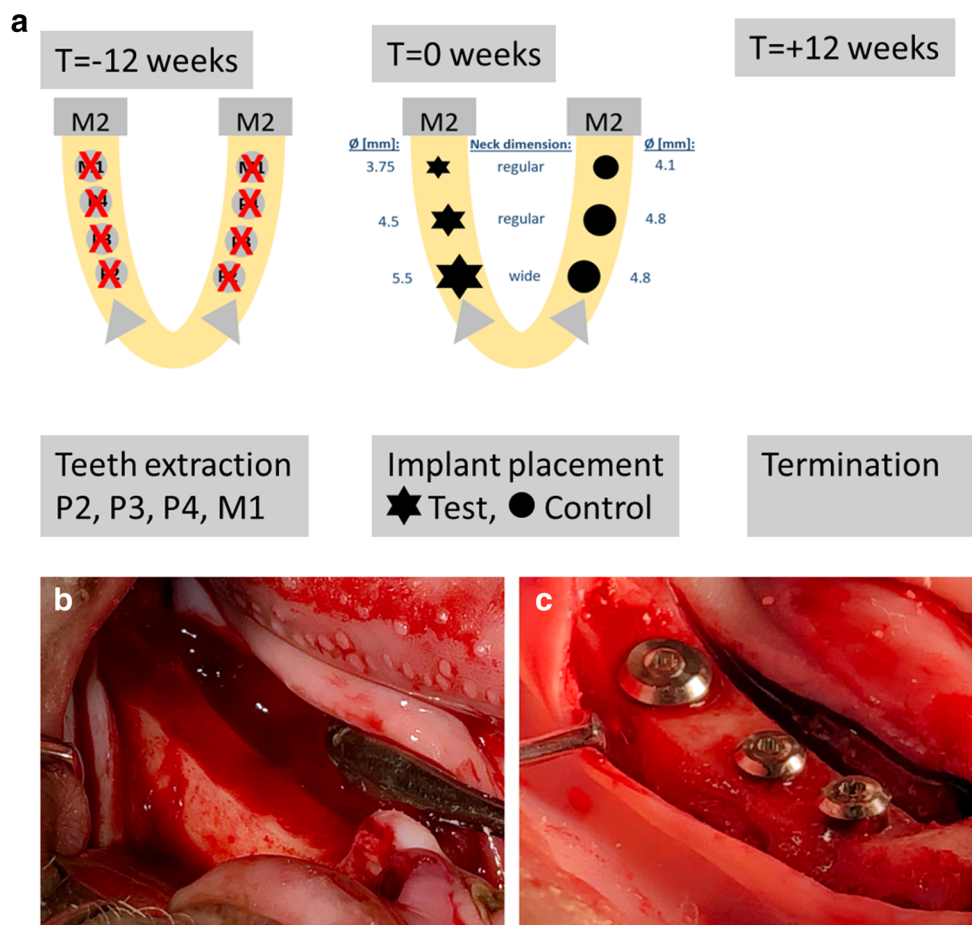 a
T=-12 weeks
T=0 weeks
T=+12 weeks
M2 M2
M1 M1
P4 P4
P3 P3
P2 P2
M2 M2
Ø [mm]: Neck dimension: Ø [mm]:
3.75 regular 4.1
4.5 regular 4.8
5.5 wide 4.8
Teeth extraction
P2, P3, P4, M1
Implant placement
Test, Control
Termination
b
c